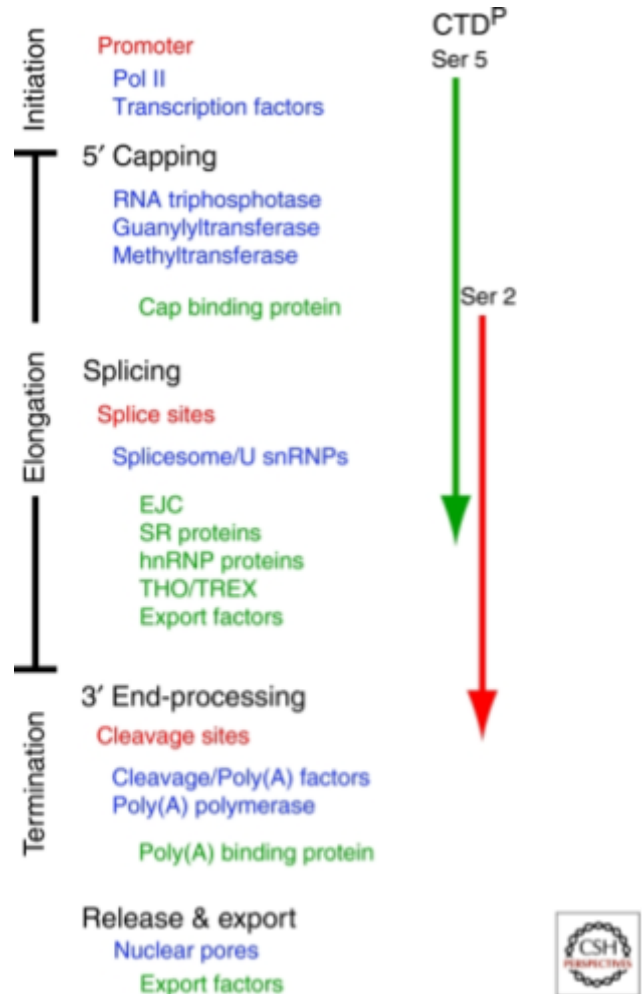 CTDP
Ser 5
Initiation
Promoter
Pol II
Transcription factors
5′ Capping
RNA triphosphotase
Guanylyltransferase
Methyltransferase
Cap binding protein
Ser 2
Elongation
Splicing
Splice sites
Splicesome/U snRNPs
EJC
SR proteins
hnRNP proteins
THO/TREX
Export factors
Termination
3′ End-processing
Cleavage sites
Cleavage/Poly(A) factors
Poly(A) polymerase
Poly(A) binding protein
Release & export
Nuclear pores
Export factors
CSH
PERSPECTIVES